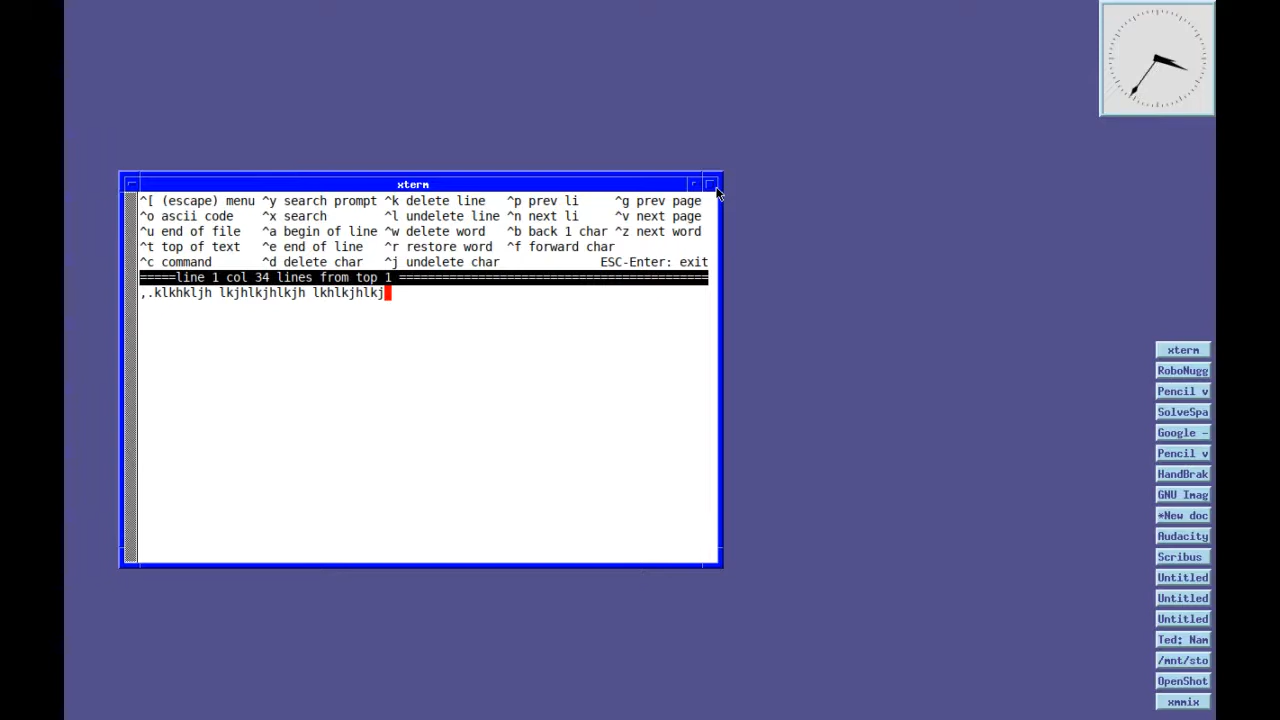 xterm
^[ (escape) menu ^y search prompt ^k delete line ^p prev li ^g prev page
^o ascii code ^x search ^l undelete line ^n next li ^v next page
^u end of file ^a begin of line ^w delete word ^b back 1 char ^z next word
^t top of text ^e end of line ^r restore word ^f forward char
^c command ^d delete char ^j undelete char ESC-Enter: exit
=====line 1 col 34 lines from top 1 ===========================================
,.klkhkljh lkjhlkjhlkjh lkhlkjhlkj
xterm
RoboNugg
Pencil v
SolveSpa
Google -
Pencil v
HandBrak
GNU Imag
*New doc
Audacity
Scribus
Untitled
Untitled
Untitled
Ted: Nam
/mnt/sto
OpenShot
xmmix